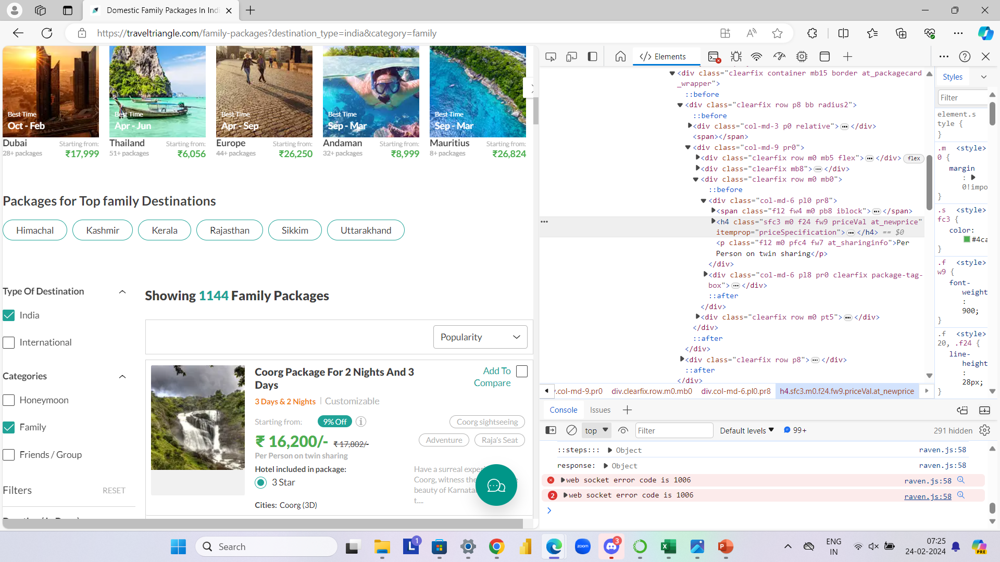 Domestic Family Packages In Indi
https://traveltriangle.com/family-packages?destination_type=india&category=family
Best Time
Oct - Feb
Dubai
Starting from:
28+ packages
₹17,999
Best Time
Apr - Jun
Thailand
Starting from:
51+ packages
₹6,056
Best Time
Apr - Sep
Europe
Starting from:
44+ packages
₹26,250
Best Time
Sep - Mar
Andaman
Starting from:
32+ packages
₹8,999
Best Time
Sep - Mar
Mauritius
Starting from:
8+ packages
₹26,824
Packages for Top family Destinations
Himachal
Kashmir
Kerala
Rajasthan
Sikkim
Uttarakhand
Type Of Destination
India
International
Categories
Honeymoon
Family
Friends / Group
Filters
RESET
Showing 1144 Family Packages
Popularity
Coorg Package For 2 Nights And 3
Days
Add To
Compare
3 Days & 2 Nights | Customizable
Starting from:
9% Off
₹ 16,200/- ₹ 17,802/-
Per Person on twin sharing
Coorg sightseeing
Adventure
Raja's Seat
Hotel included in package:
3 Star
Cities: Coorg (3D)
Have a surreal exper
Coorg, witness the
beauty of Karnata
t....
Elements
<div class="clearfix container mb15 border at_packagecard
_wrapper">
::before
<div class="clearfix row p8 bb radius2">
::before
<div class="col-md-3 p0 relative">…</div>
<span></span>
<div class="col-md-9 pr0">
<div class="clearfix row m0 mb5 flex">…</div> flex
<div class="clearfix mb8">…</div>
<div class="clearfix row m0 mb0">
::before
<div class="col-md-6 pl0 pr8">
<span class="f12 fw4 m0 pb8 iblock">…</span>
<h4 class="sfc3 m0 f24 fw9 priceVal at_newprice"
itemprop="priceSpecification">…</h4> == $0
<p class="f12 m0 pfc4 fw7 at_sharinginfo">Per
Person on twin sharing</p>
</div>
<div class="col-md-6 pl8 pr0 clearfix package-tag-
box">…</div>
::after
</div>
<div class="clearfix row m0 pt5">…</div>
</div>
::after
</div>
<div class="clearfix row p8">…</div>
::after
</div>
.col-md-9.pr0
div.clearfix.row.m0.mb0
div.col-md-6.pl0.pr8
h4.sfc3.m0.f24.fw9.priceVal.at_newprice
Styles
Filter
element.s
tyle {
}
.m <style>
0 {
margin
: 
0!impo
}
.s <style>
fc3 {
color:
#4ca
}
.f <style>
w9 {
font-
weight
:
900;
}
.f <style>
20, .f24 {
line-
height
:
28px;
}
Console
Issues
top
Filter
Default levels
99+
291 hidden
::steps::: Object
raven.js:58
response: Object
raven.js:58
web socket error code is 1006
raven.js:58
2 web socket error code is 1006
raven.js:58
Search
L
1
zoom
3
ENG
IN
07:25
24-02-2024
PRE